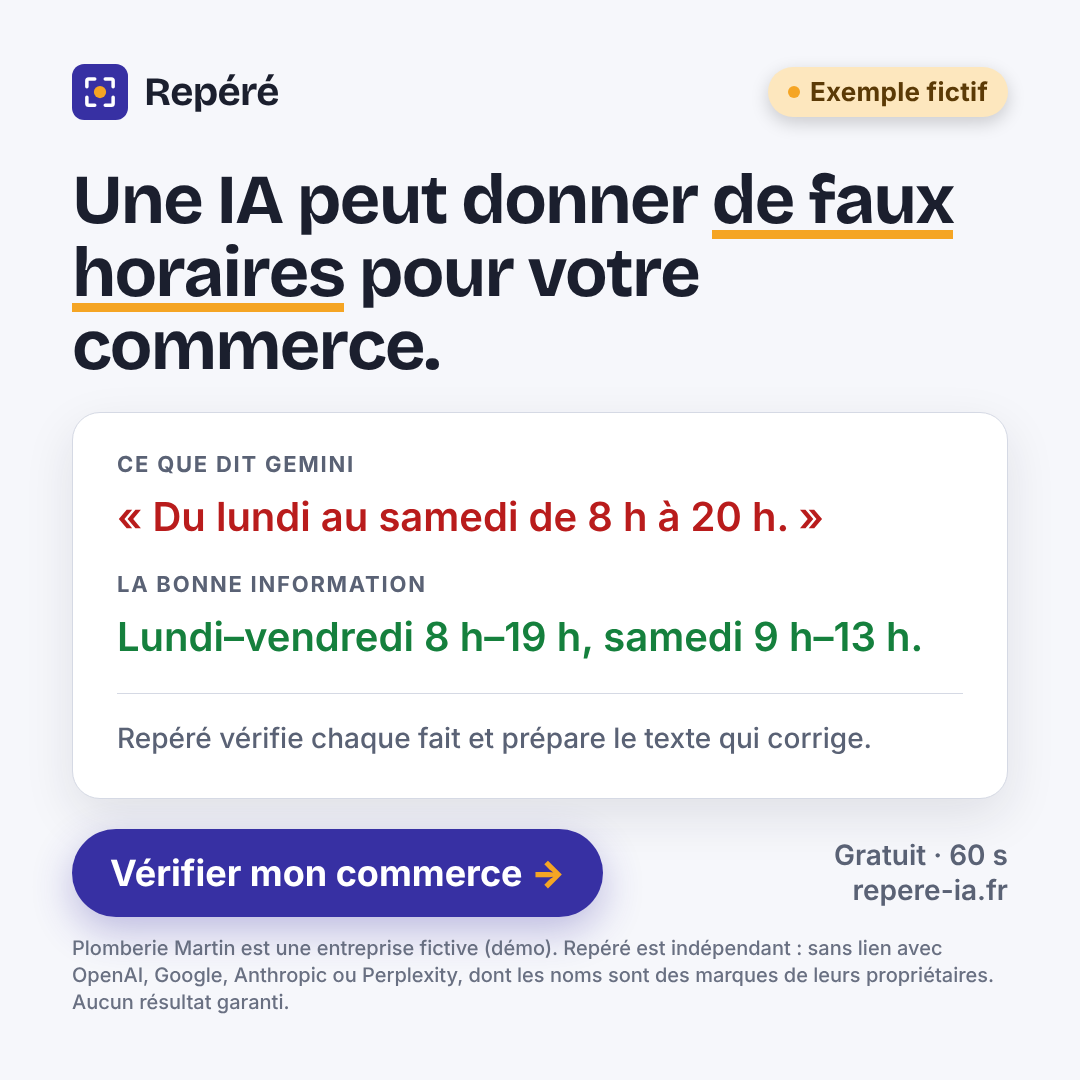 Repéré
Exemple fictif
Une IA peut donner de faux
horaires pour votre
commerce.
CE QUE DIT GEMINI
« Du lundi au samedi de 8 h à 20 h. »
LA BONNE INFORMATION
Lundi–vendredi 8 h–19 h, samedi 9 h–13 h.
Repéré vérifie chaque fait et prépare le texte qui corrige.
Vérifier mon commerce →
Gratuit · 60 s
repere-ia.fr
Plomberie Martin est une entreprise fictive (démo). Repéré est indépendant : sans lien avec
OpenAI, Google, Anthropic ou Perplexity, dont les noms sont des marques de leurs propriétaires.
Aucun résultat garanti.